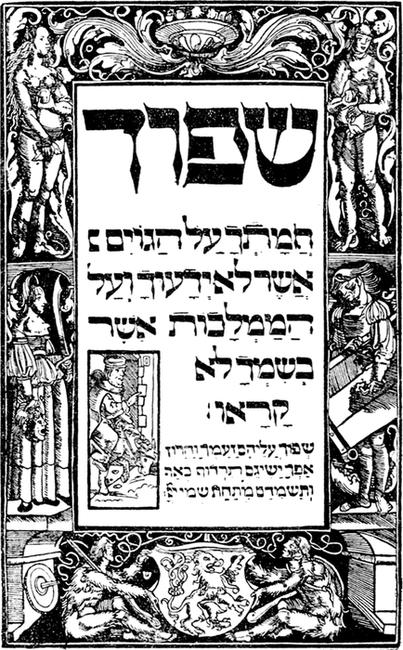 שפוך
חמתך על הגוים
אשר לא ידעוך ועל
הממלכות אשר
בשמך לא
קראו:
שפוך עליהם זעמך וחרון
אפך ישיגם תרדוף באף
ותשמידם מתחת שמיי׳: